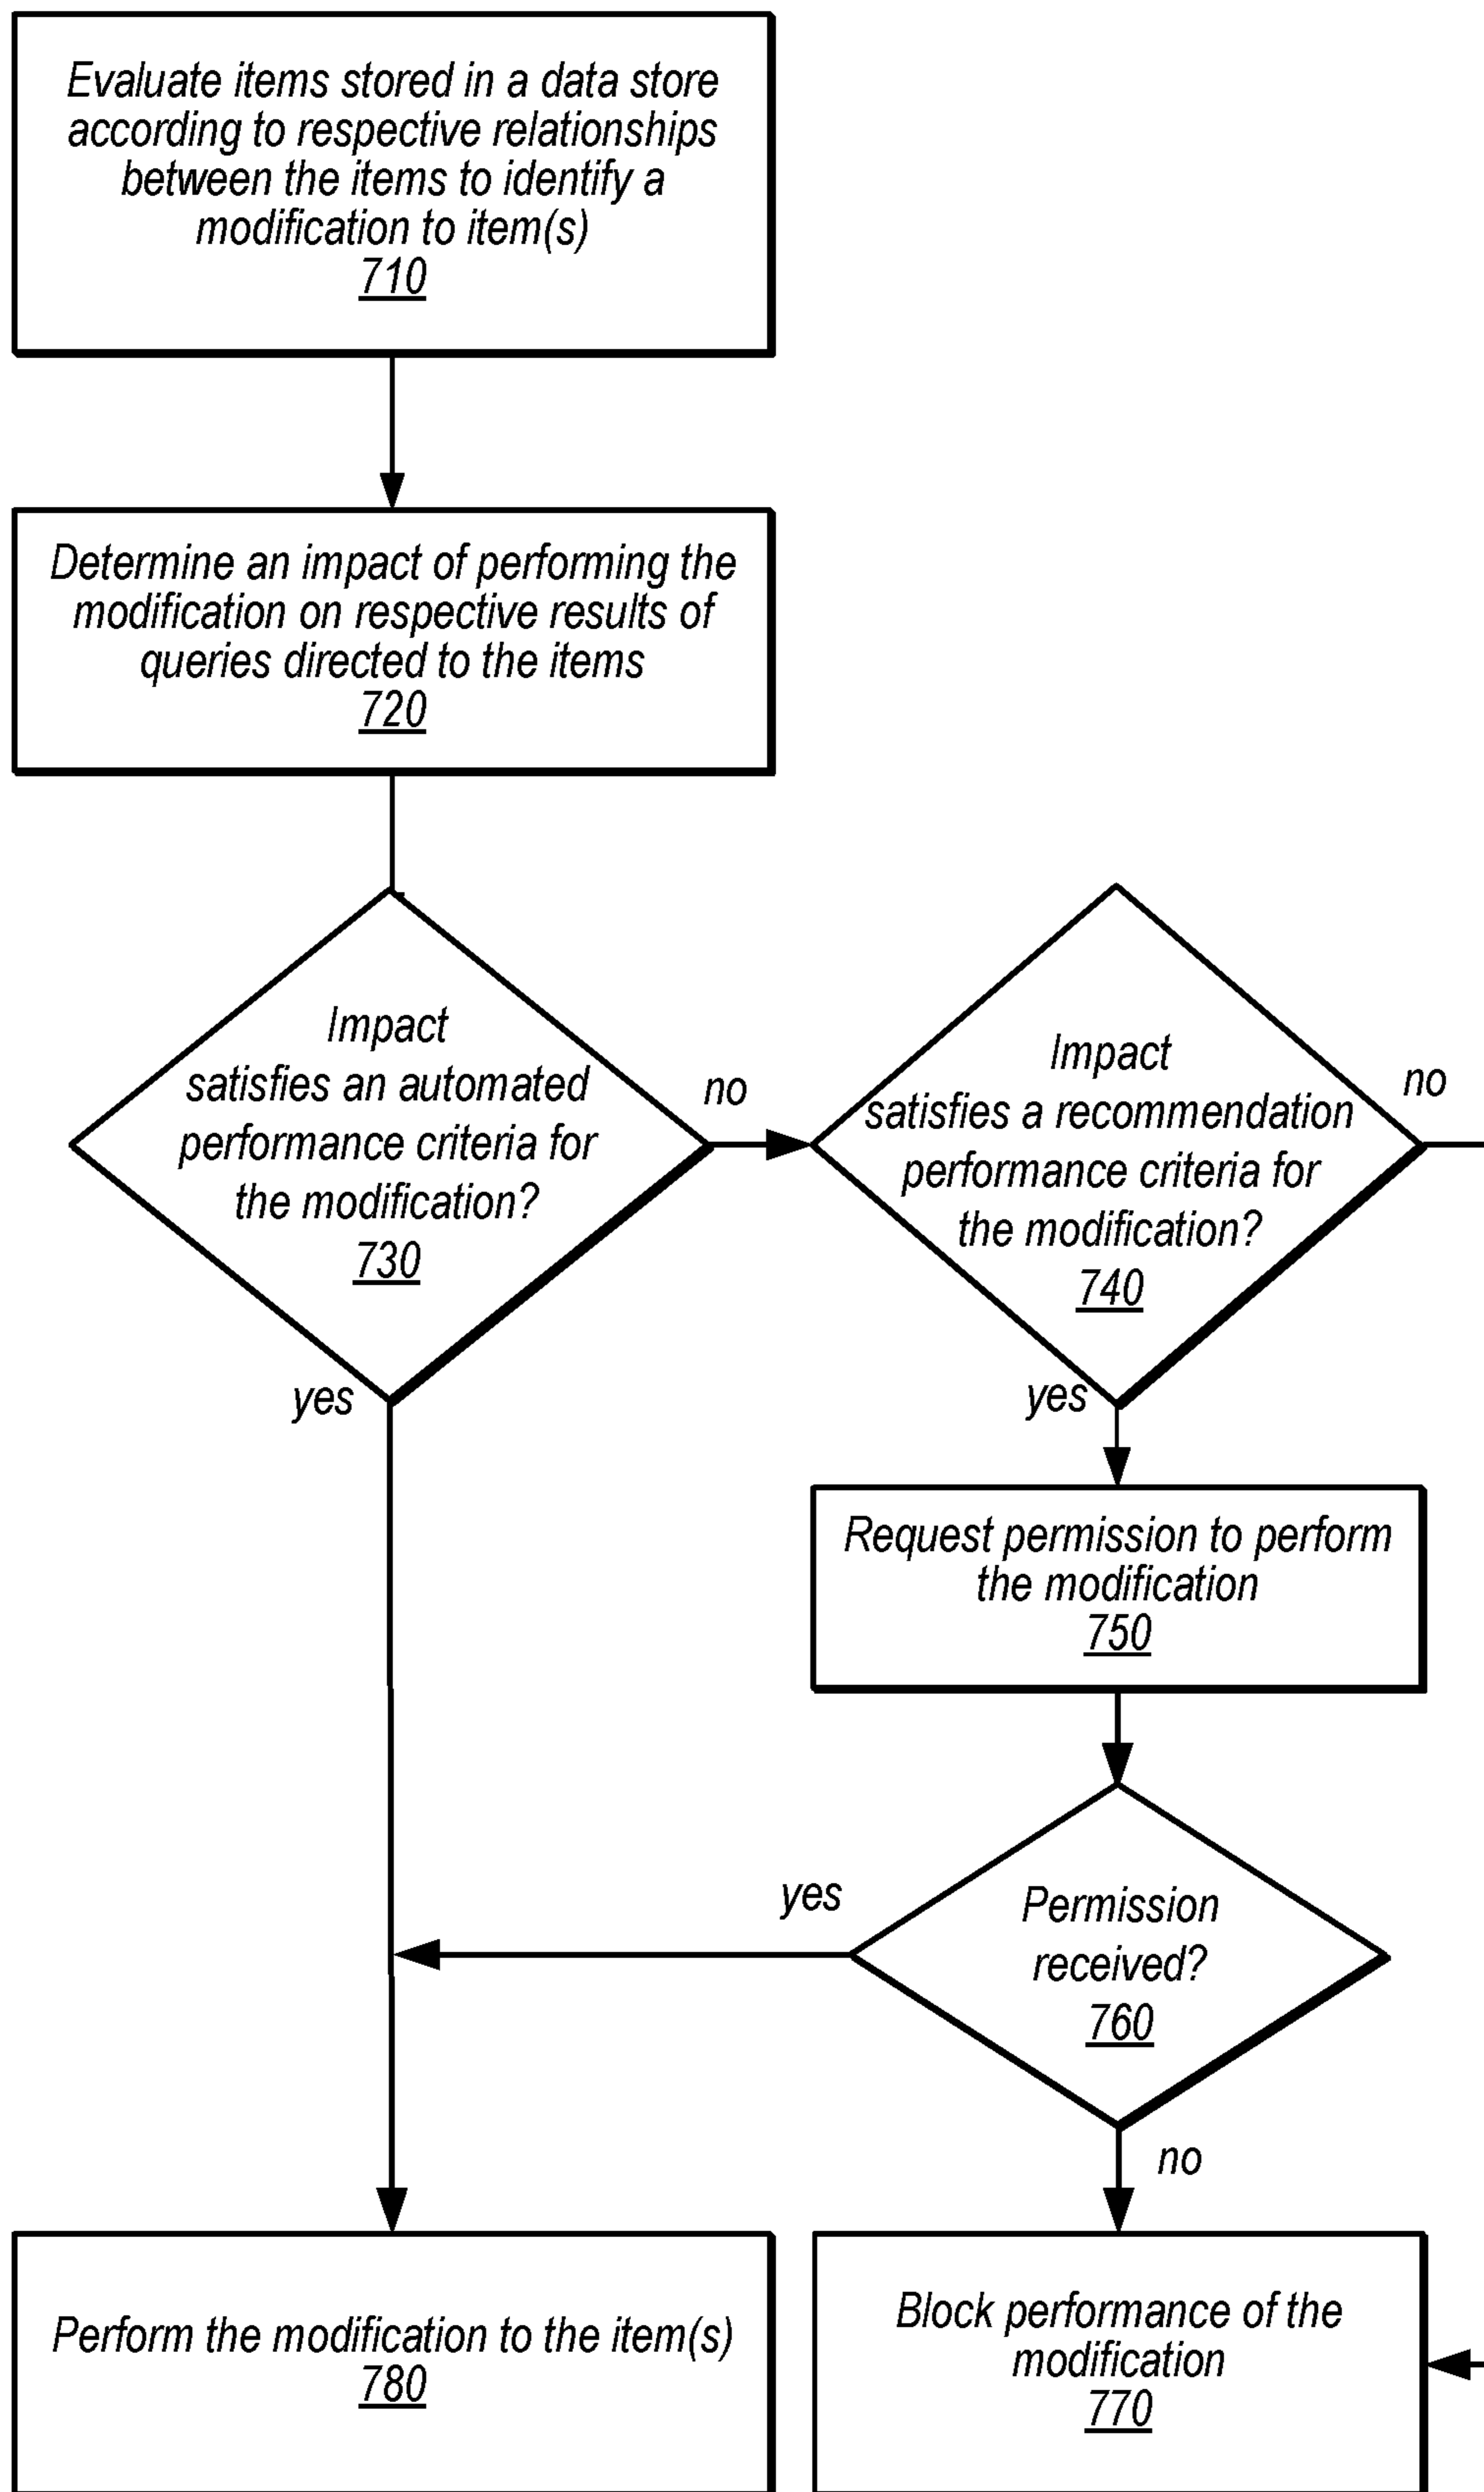 Evaluate items stored in a data store
according to respective relationships
between the items to identify a
modification to item(s)
710
Determine an impact of performing the
modification on respective results of
queries directed to the items
720
Impact
satisfies an automated
performance criteria for
the modification?
730
no
yes
Impact
satisfies a recommendation
performance criteria for
the modification?
740
no
yes
Request permission to perform
the modification
750
Permission
received?
760
yes
no
Perform the modification to the item(s)
780
Block performance of the
modification
770